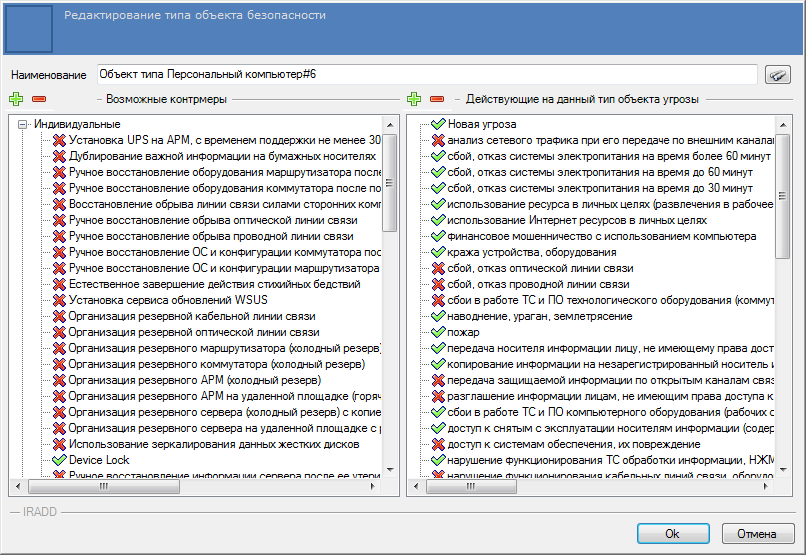 Редактирование типа объекта безопасности
Наименование
Объект типа Персональный компьютер#6
Возможные контрмеры
Индивидуальные
Установка UPS на АРМ, с временем поддержки не менее 30
Дублирование важной информации на бумажных носителях
Ручное восстановление оборудования маршрутизатора после
Ручное восстановление оборудования коммутатора после по
Восстановление обрыва линии связи силами сторонних комп
Ручное восстановление обрыва оптической линии связи
Ручное восстановление обрыва проводной линии связи
Ручное восстановление ОС и конфигурации коммутатора пос
Ручное восстановление ОС и конфигурации маршрутизатора
Естественное завершение действия стихийных бедствий
Установка сервиса обновлений WSUS
Организация резервной кабельной линии связи
Организация резервной оптической линии связи
Организация резервного маршрутизатора (холодный резерв)
Организация резервного коммутатора (холодный резерв)
Организация резервного АРМ (холодный резерв)
Организация резервного АРМ на удаленной площадке (горяч
Организация резервного сервера (холодный резерв) с копие
Организация резервного сервера на удаленной площадке с р
Использование зеркалирования данных жестких дисков
Device Lock
Ручное восстановление информации сервера после ее утери
Действующие на данный тип объекта угрозы
Новая угроза
анализ сетевого трафика при его передаче по внешним каналам
сбой, отказ системы электропитания на время более 60 минут
сбой, отказ системы электропитания на время до 60 минут
сбой, отказ системы электропитания на время до 30 минут
использование ресурса в личных целях (развлечения в рабочее
использование Интернет ресурсов в личных целях
финансовое мошенничество с использованием компьютера
кража устройства, оборудования
сбой, отказ оптической линии связи
сбой, отказ проводной линии связи
сбои в работе ТС и ПО технологического оборудования (коммут
наводнение, ураган, землетрясение
пожар
передача носителя информации лицу, не имеющему права дост
копирование информации на незарегистрированный носитель и
передача защищаемой информации по открытым каналам связ
разглашение информации лицам, не имеющим права доступа к
сбои в работе ТС и ПО компьютерного оборудования (рабочих с
доступ к снятым с эксплуатации носителям информации (содер
доступ к системам обеспечения, их повреждение
нарушение функционирования ТС обработки информации, НЖМ
нарушение функционирования кабельных линий связи, оборудо
IRADD
Ok
Отмена